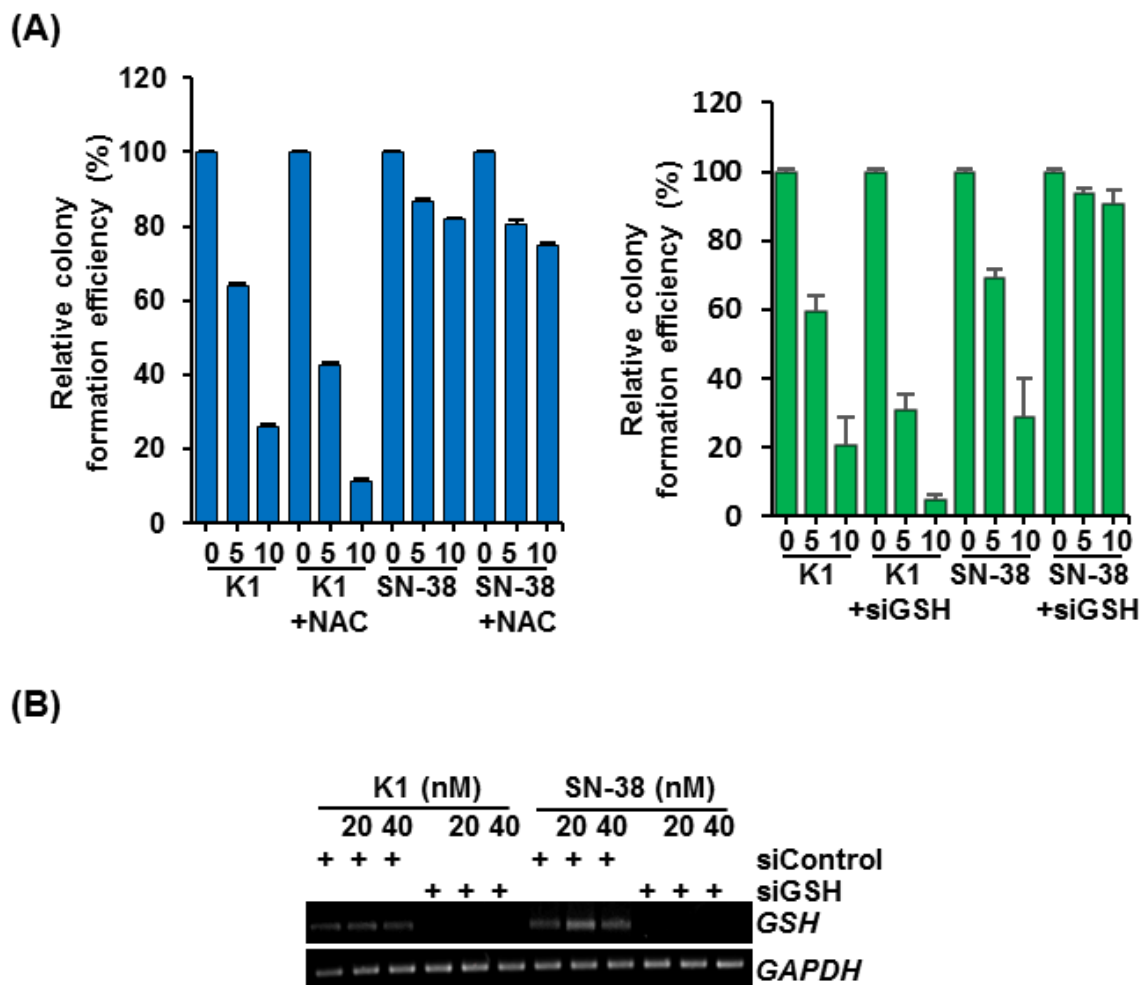 (A)
120
100
80
60
40
20
0
Relative colony
formation efficiency (%)
0 5 10 0 5 10 0 5 10 0 5 10
K1 K1 SN-38 SN-38
+NAC +NAC
120
100
80
60
40
20
0
Relative colony
formation efficiency (%)
0 5 10 0 5 10 0 5 10 0 5 10
K1 K1 SN-38 SN-38
+siGSH +siGSH
(B)
K1 (nM) SN-38 (nM)
20 40 20 40 20 40 20 40
+ + + + + + siControl
+ + + + + + siGSH
GSH
GAPDH